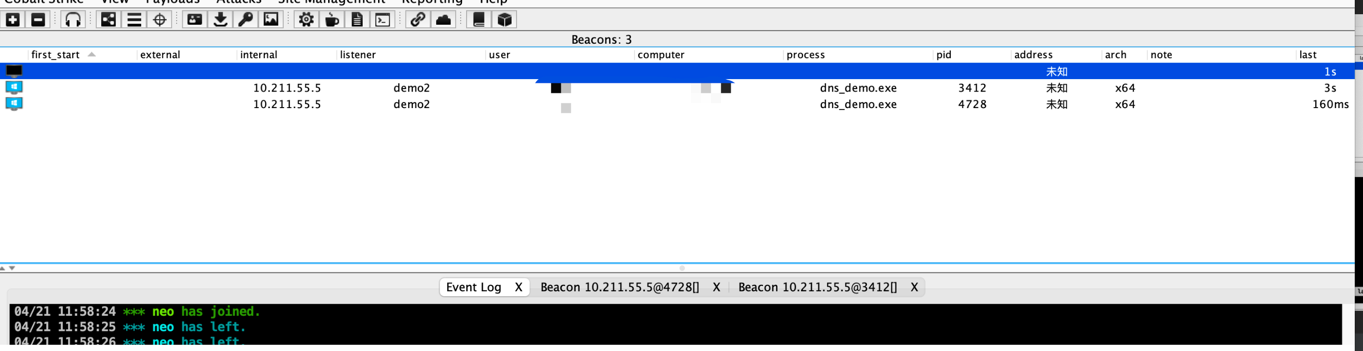 Cobalt Strike View Payloads Attacks Site Management Reporting Help
Beacons: 3
first_start external internal listener user computer process pid address arch note last
未知 1s
10.211.55.5 demo2 dns_demo.exe 3412 未知 x64 3s
10.211.55.5 demo2 dns_demo.exe 4728 未知 x64 160ms
Event Log X Beacon 10.211.55.5@4728[] X Beacon 10.211.55.5@3412[] X
04/21 11:58:24 *** neo has joined.
04/21 11:58:25 *** neo has left.
04/21 11:58:26 *** neo has left.